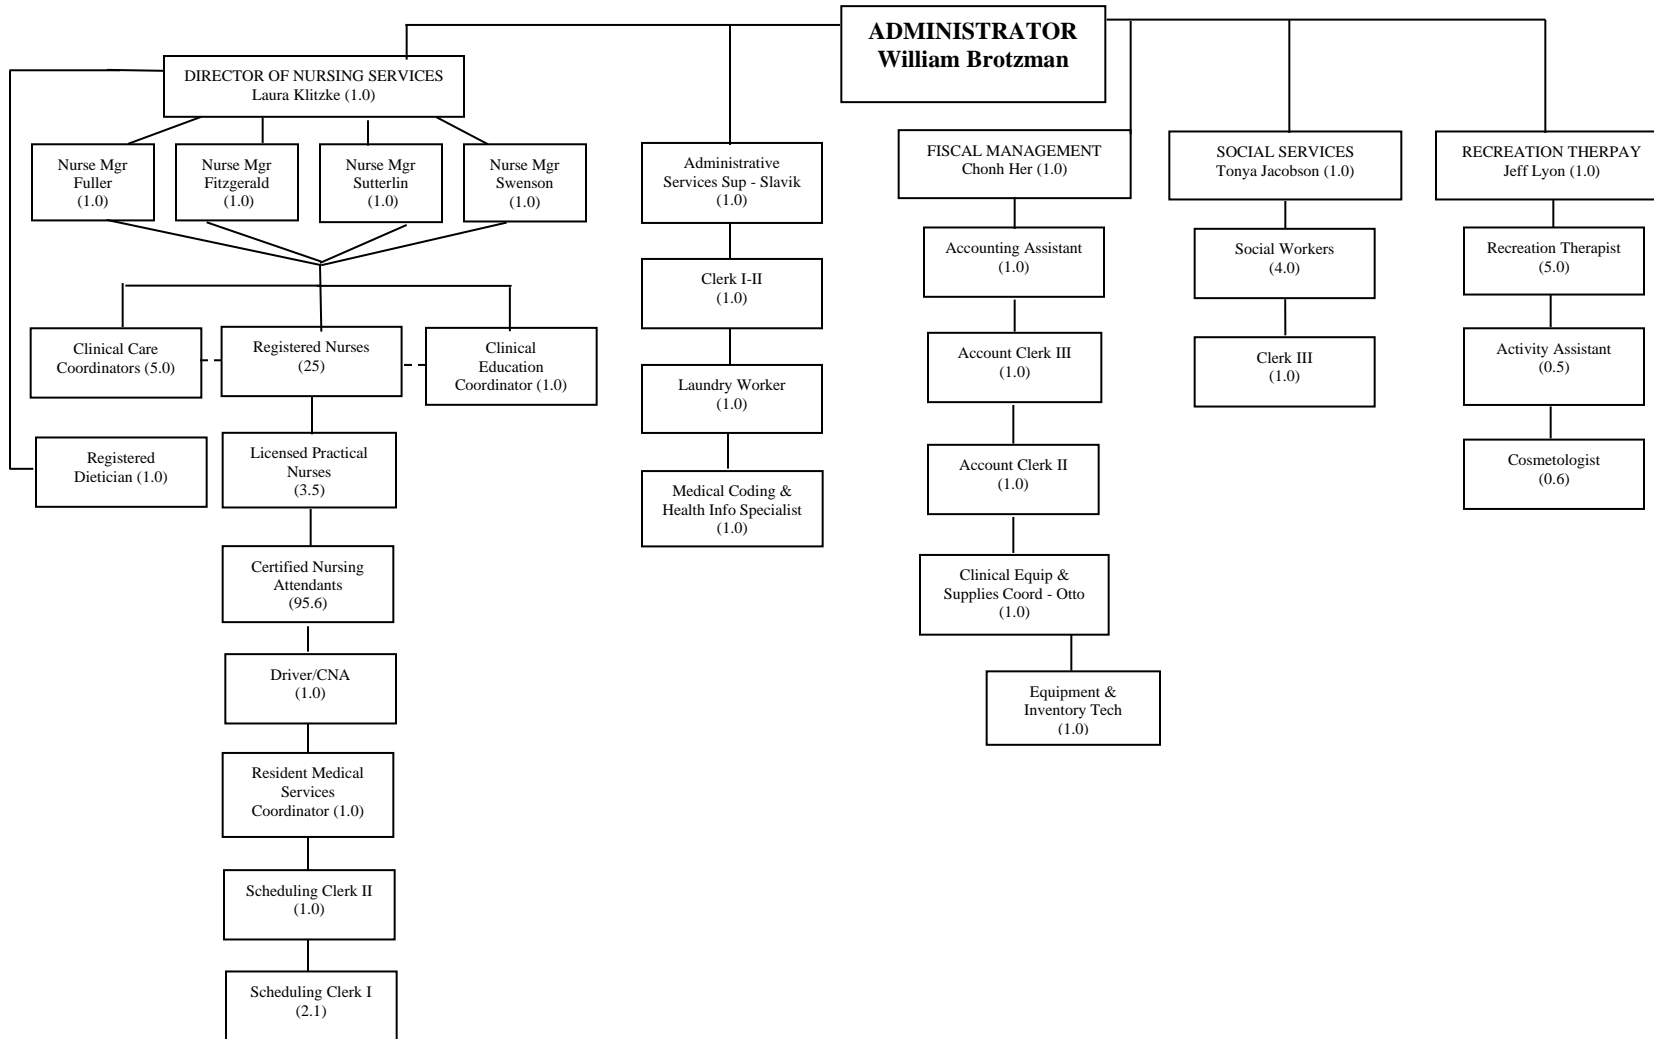 ADMINISTRATOR
William Brotzman
DIRECTOR OF NURSING SERVICES
Laura Klitzke (1.0)
Nurse Mgr
Fuller
(1.0)
Nurse Mgr
Fitzgerald
(1.0)
Nurse Mgr
Sutterlin
(1.0)
Nurse Mgr
Swenson
(1.0)
Clinical Care
Coordinators (5.0)
Registered Nurses
(25)
Clinical
Education
Coordinator (1.0)
Registered
Dietician (1.0)
Licensed Practical
Nurses
(3.5)
Certified Nursing
Attendants
(95.6)
Driver/CNA
(1.0)
Resident Medical
Services
Coordinator (1.0)
Scheduling Clerk II
(1.0)
Scheduling Clerk I
(2.1)
Administrative
Services Sup - Slavik
(1.0)
Clerk I-II
(1.0)
Laundry Worker
(1.0)
Medical Coding &
Health Info Specialist
(1.0)
FISCAL MANAGEMENT
Chonh Her (1.0)
Accounting Assistant
(1.0)
Account Clerk III
(1.0)
Account Clerk II
(1.0)
Clinical Equip &
Supplies Coord - Otto
(1.0)
Equipment &
Inventory Tech
(1.0)
SOCIAL SERVICES
Tonya Jacobson (1.0)
Social Workers
(4.0)
Clerk III
(1.0)
RECREATION THERPAY
Jeff Lyon (1.0)
Recreation Therapist
(5.0)
Activity Assistant
(0.5)
Cosmetologist
(0.6)